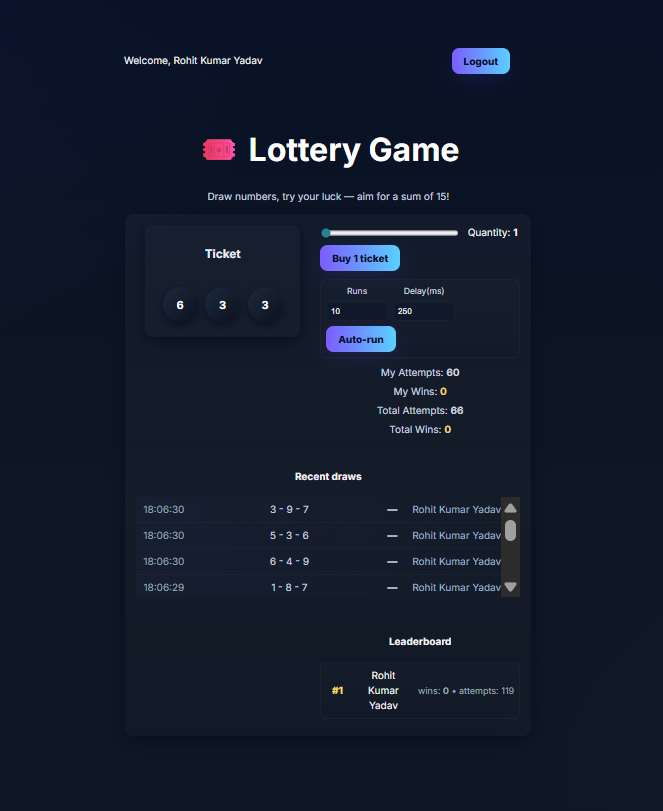 Welcome, Rohit Kumar Yadav
Logout
Lottery Game
Draw numbers, try your luck — aim for a sum of 15!
Ticket
6 3 3
Quantity: 1
Buy 1 ticket
Runs Delay(ms)
10 250
Auto-run
My Attempts: 60
My Wins: 0
Total Attempts: 66
Total Wins: 0
Recent draws
18:06:30 3 - 9 - 7 — Rohit Kumar Yadav
18:06:30 5 - 3 - 6 — Rohit Kumar Yadav
18:06:30 6 - 4 - 9 — Rohit Kumar Yadav
18:06:29 1 - 8 - 7 — Rohit Kumar Yadav
Leaderboard
#1 Rohit Kumar Yadav wins: 0 • attempts: 119